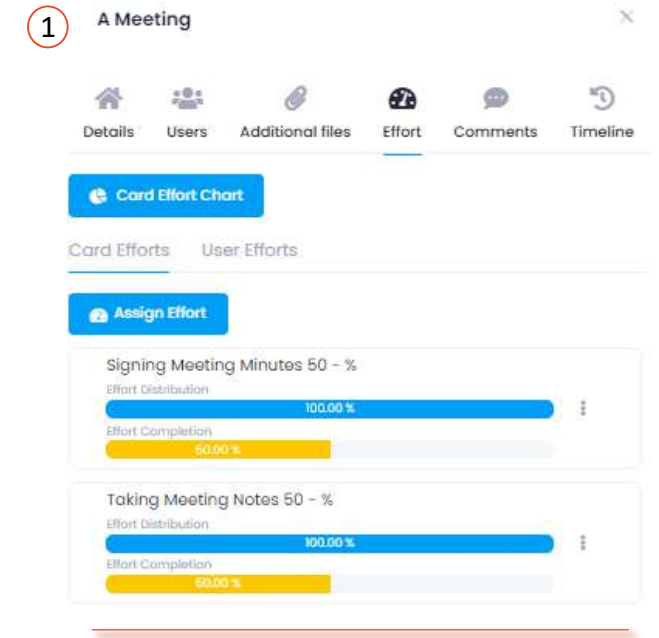 1
A Meeting
Details Users Additional files Effort Comments Timeline
Card Effort Chart
Card Efforts User Efforts
Assign Effort
Signing Meeting Minutes 50 - %
Effort Distribution
100.00 %
Effort Completion
50.00 %
Taking Meeting Notes 50 - %
Effort Distribution
100.00 %
Effort Completion
50.00 %